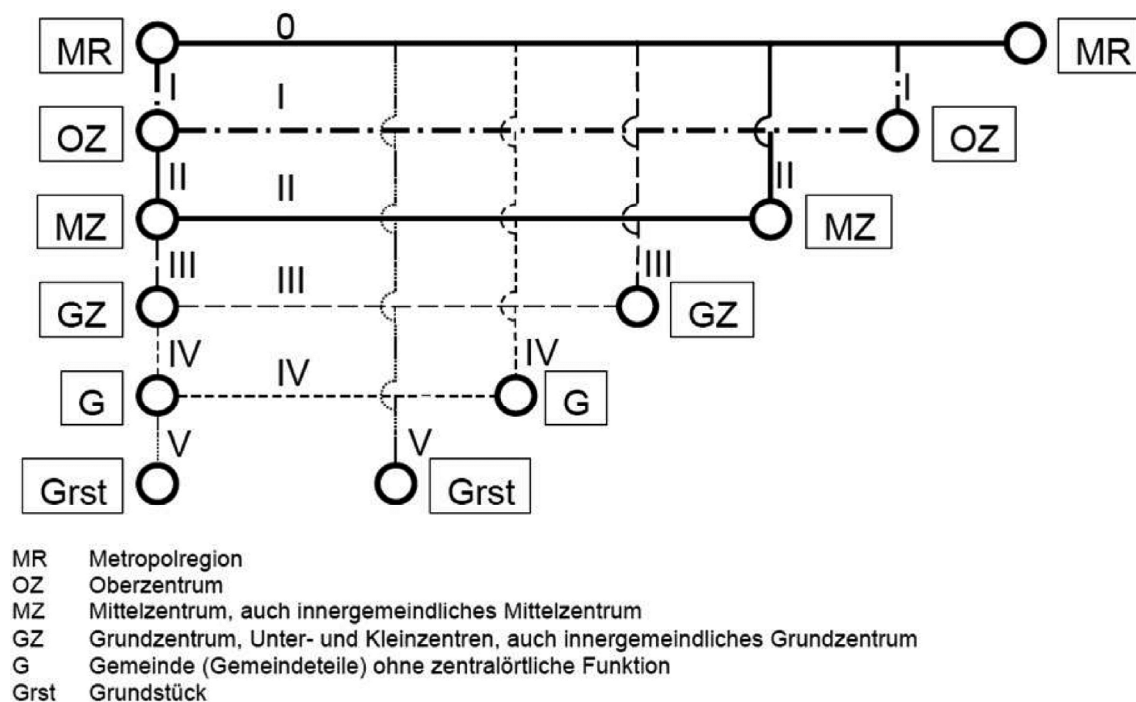 0
MR MR
I I I
OZ OZ
II II II
MZ MZ
III III III
GZ GZ
IV IV IV
G G
V V
Grst Grst
MR Metropolregion
OZ Oberzentrum
MZ Mittelzentrum, auch innergemeindliches Mittelzentrum
GZ Grundzentrum, Unter- und Kleinzentren, auch innergemeindliches Grundzentrum
G Gemeinde (Gemeindeteile) ohne zentralörtliche Funktion
Grst Grundstück